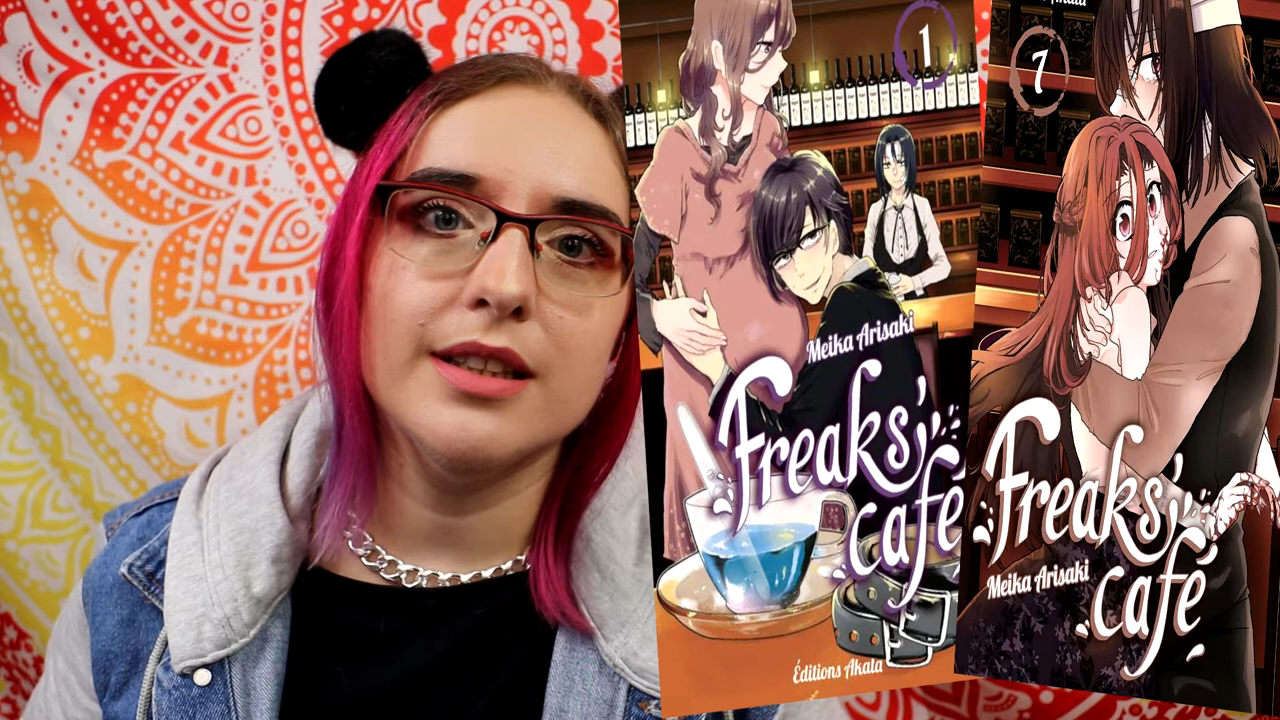 1
Meika Arisaki
Freaks'
café
Éditions Akata
7
Freaks'
Meika Arisaki
café